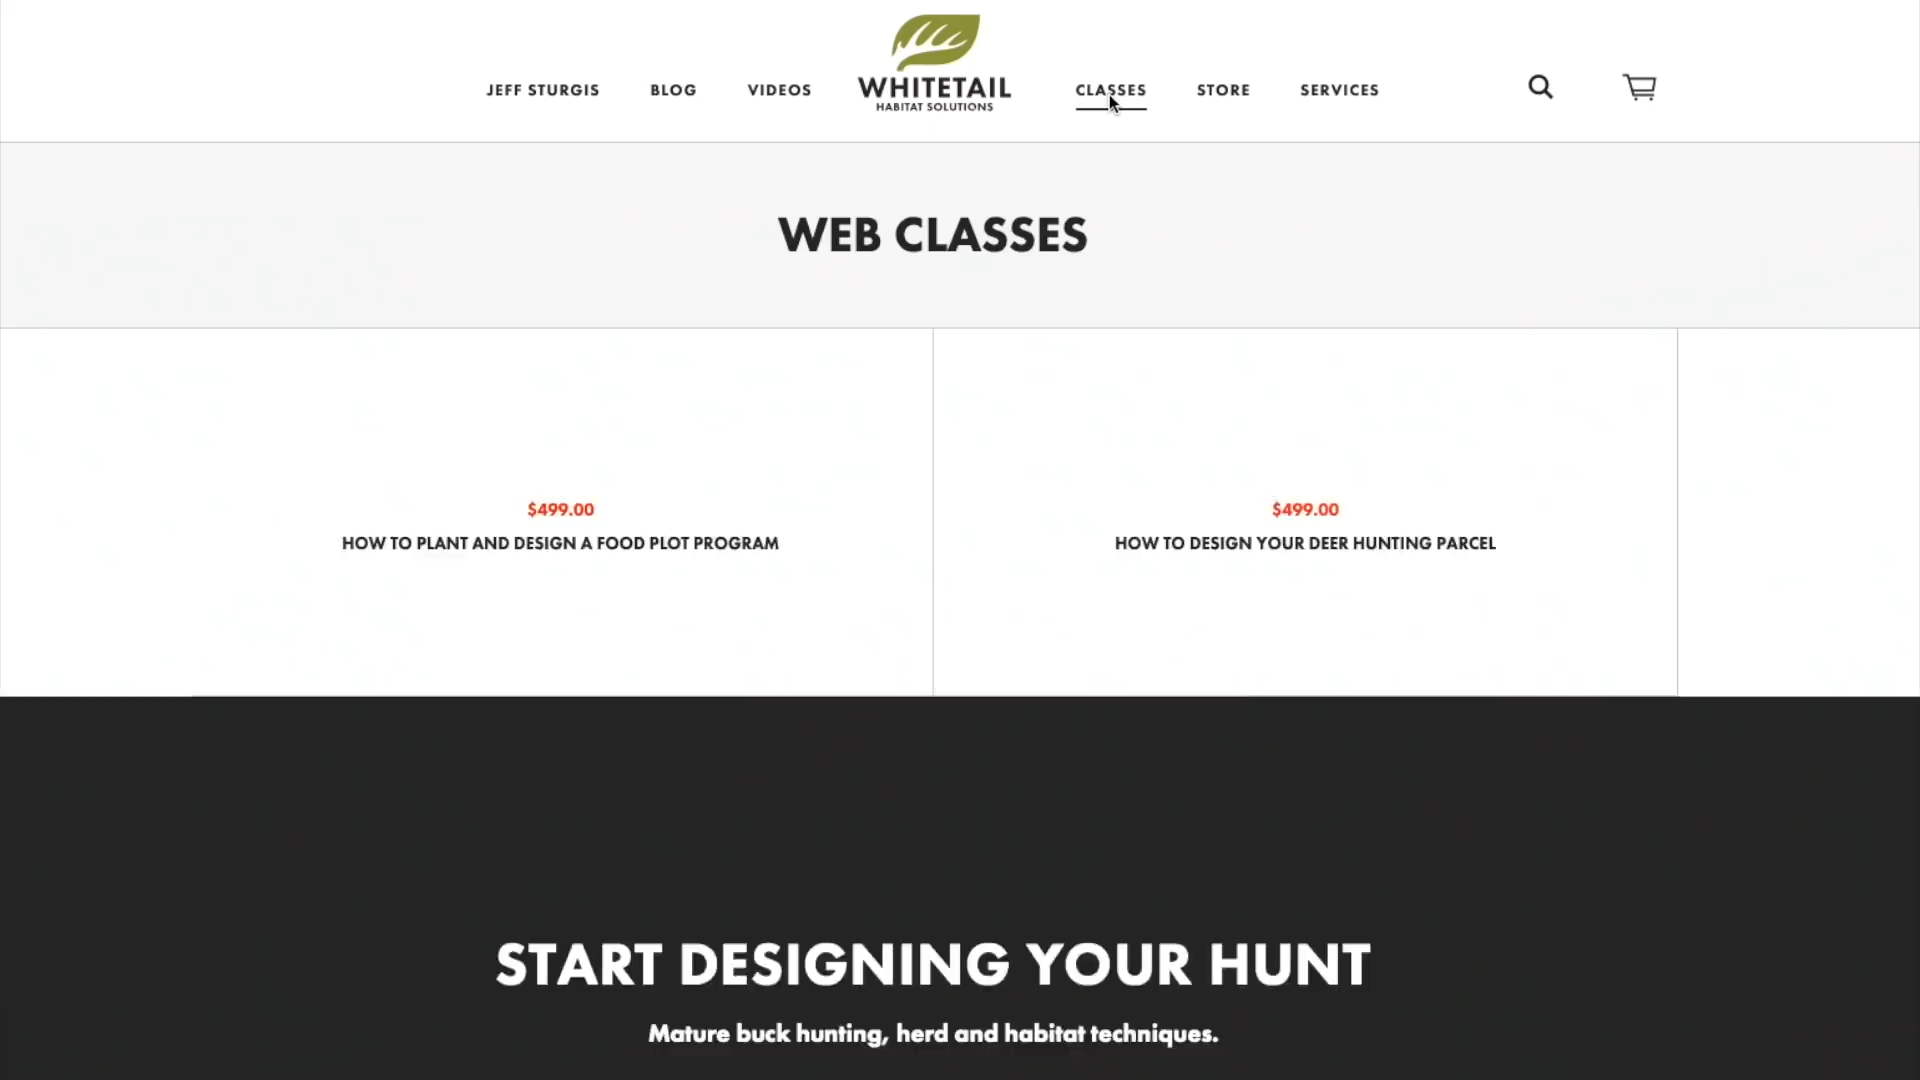 JEFF STURGIS BLOG VIDEOS WHITETAIL CLASSES STORE SERVICES
HABITAT SOLUTIONS
WEB CLASSES
$499.00 $499.00
HOW TO PLANT AND DESIGN A FOOD PLOT PROGRAM HOW TO DESIGN YOUR DEER HUNTING PARCEL
START DESIGNING YOUR HUNT
Mature buck hunting, herd and habitat techniques.